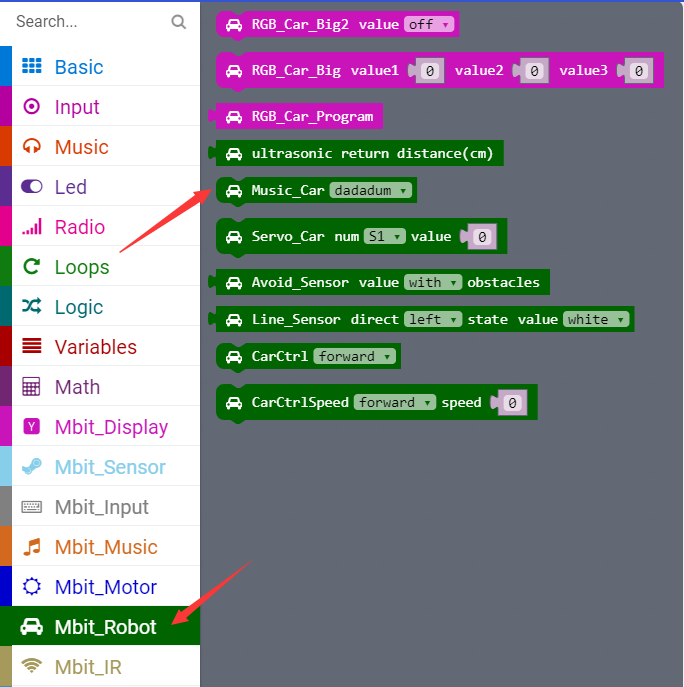 Search...
Basic
Input
Music
Led
Radio
Loops
Logic
Variables
Math
Mbit_Display
Mbit_Sensor
Mbit_Input
Mbit_Music
Mbit_Motor
Mbit_Robot
Mbit_IR
RGB_Car_Big2 value off
RGB_Car_Big value1 0 value2 0 value3 0
RGB_Car_Program
ultrasonic return distance(cm)
Music_Car dadadum
Servo_Car num S1 value 0
Avoid_Sensor value with obstacles
Line_Sensor direct left state value white
CarCtrl forward
CarCtrlSpeed forward speed 0